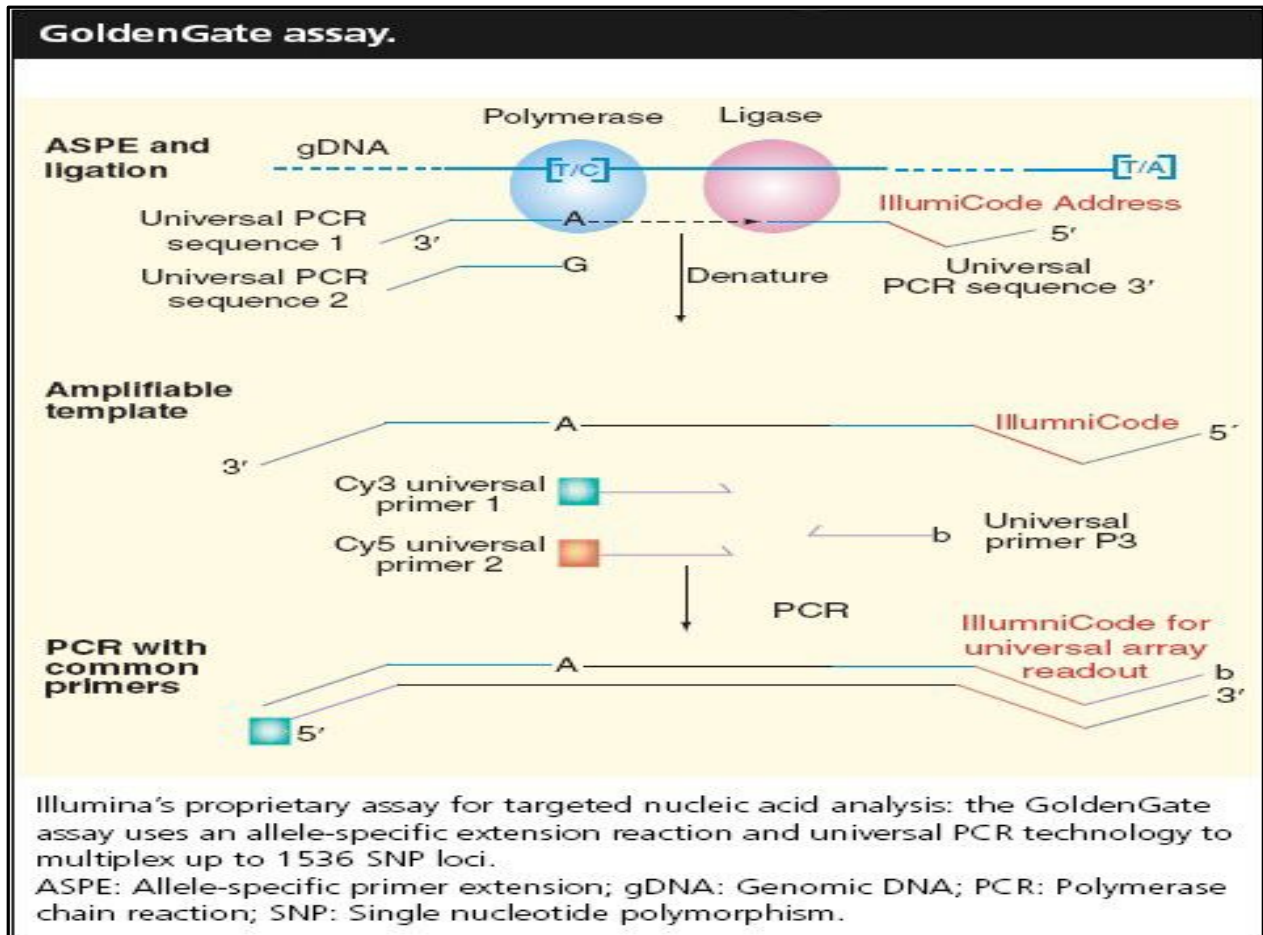 GoldenGate assay.
Polymerase Ligase
ASPE and
ligation
gDNA
[T/C]
[T/A]
Universal PCR
sequence 1
3′
A
IllumiCode Address
5′
Universal PCR
sequence 2
G
Denature
Universal
PCR sequence 3′
Amplifiable
template
3′
A
IllumniCode
5′
Cy3 universal
primer 1
Cy5 universal
primer 2
b
Universal
primer P3
PCR
PCR with
common
primers
A
IllumniCode for
universal array
readout
b
3′
5′
Illumina’s proprietary assay for targeted nucleic acid analysis: the GoldenGate
assay uses an allele-specific extension reaction and universal PCR technology to
multiplex up to 1536 SNP loci.
ASPE: Allele-specific primer extension; gDNA: Genomic DNA; PCR: Polymerase
chain reaction; SNP: Single nucleotide polymorphism.